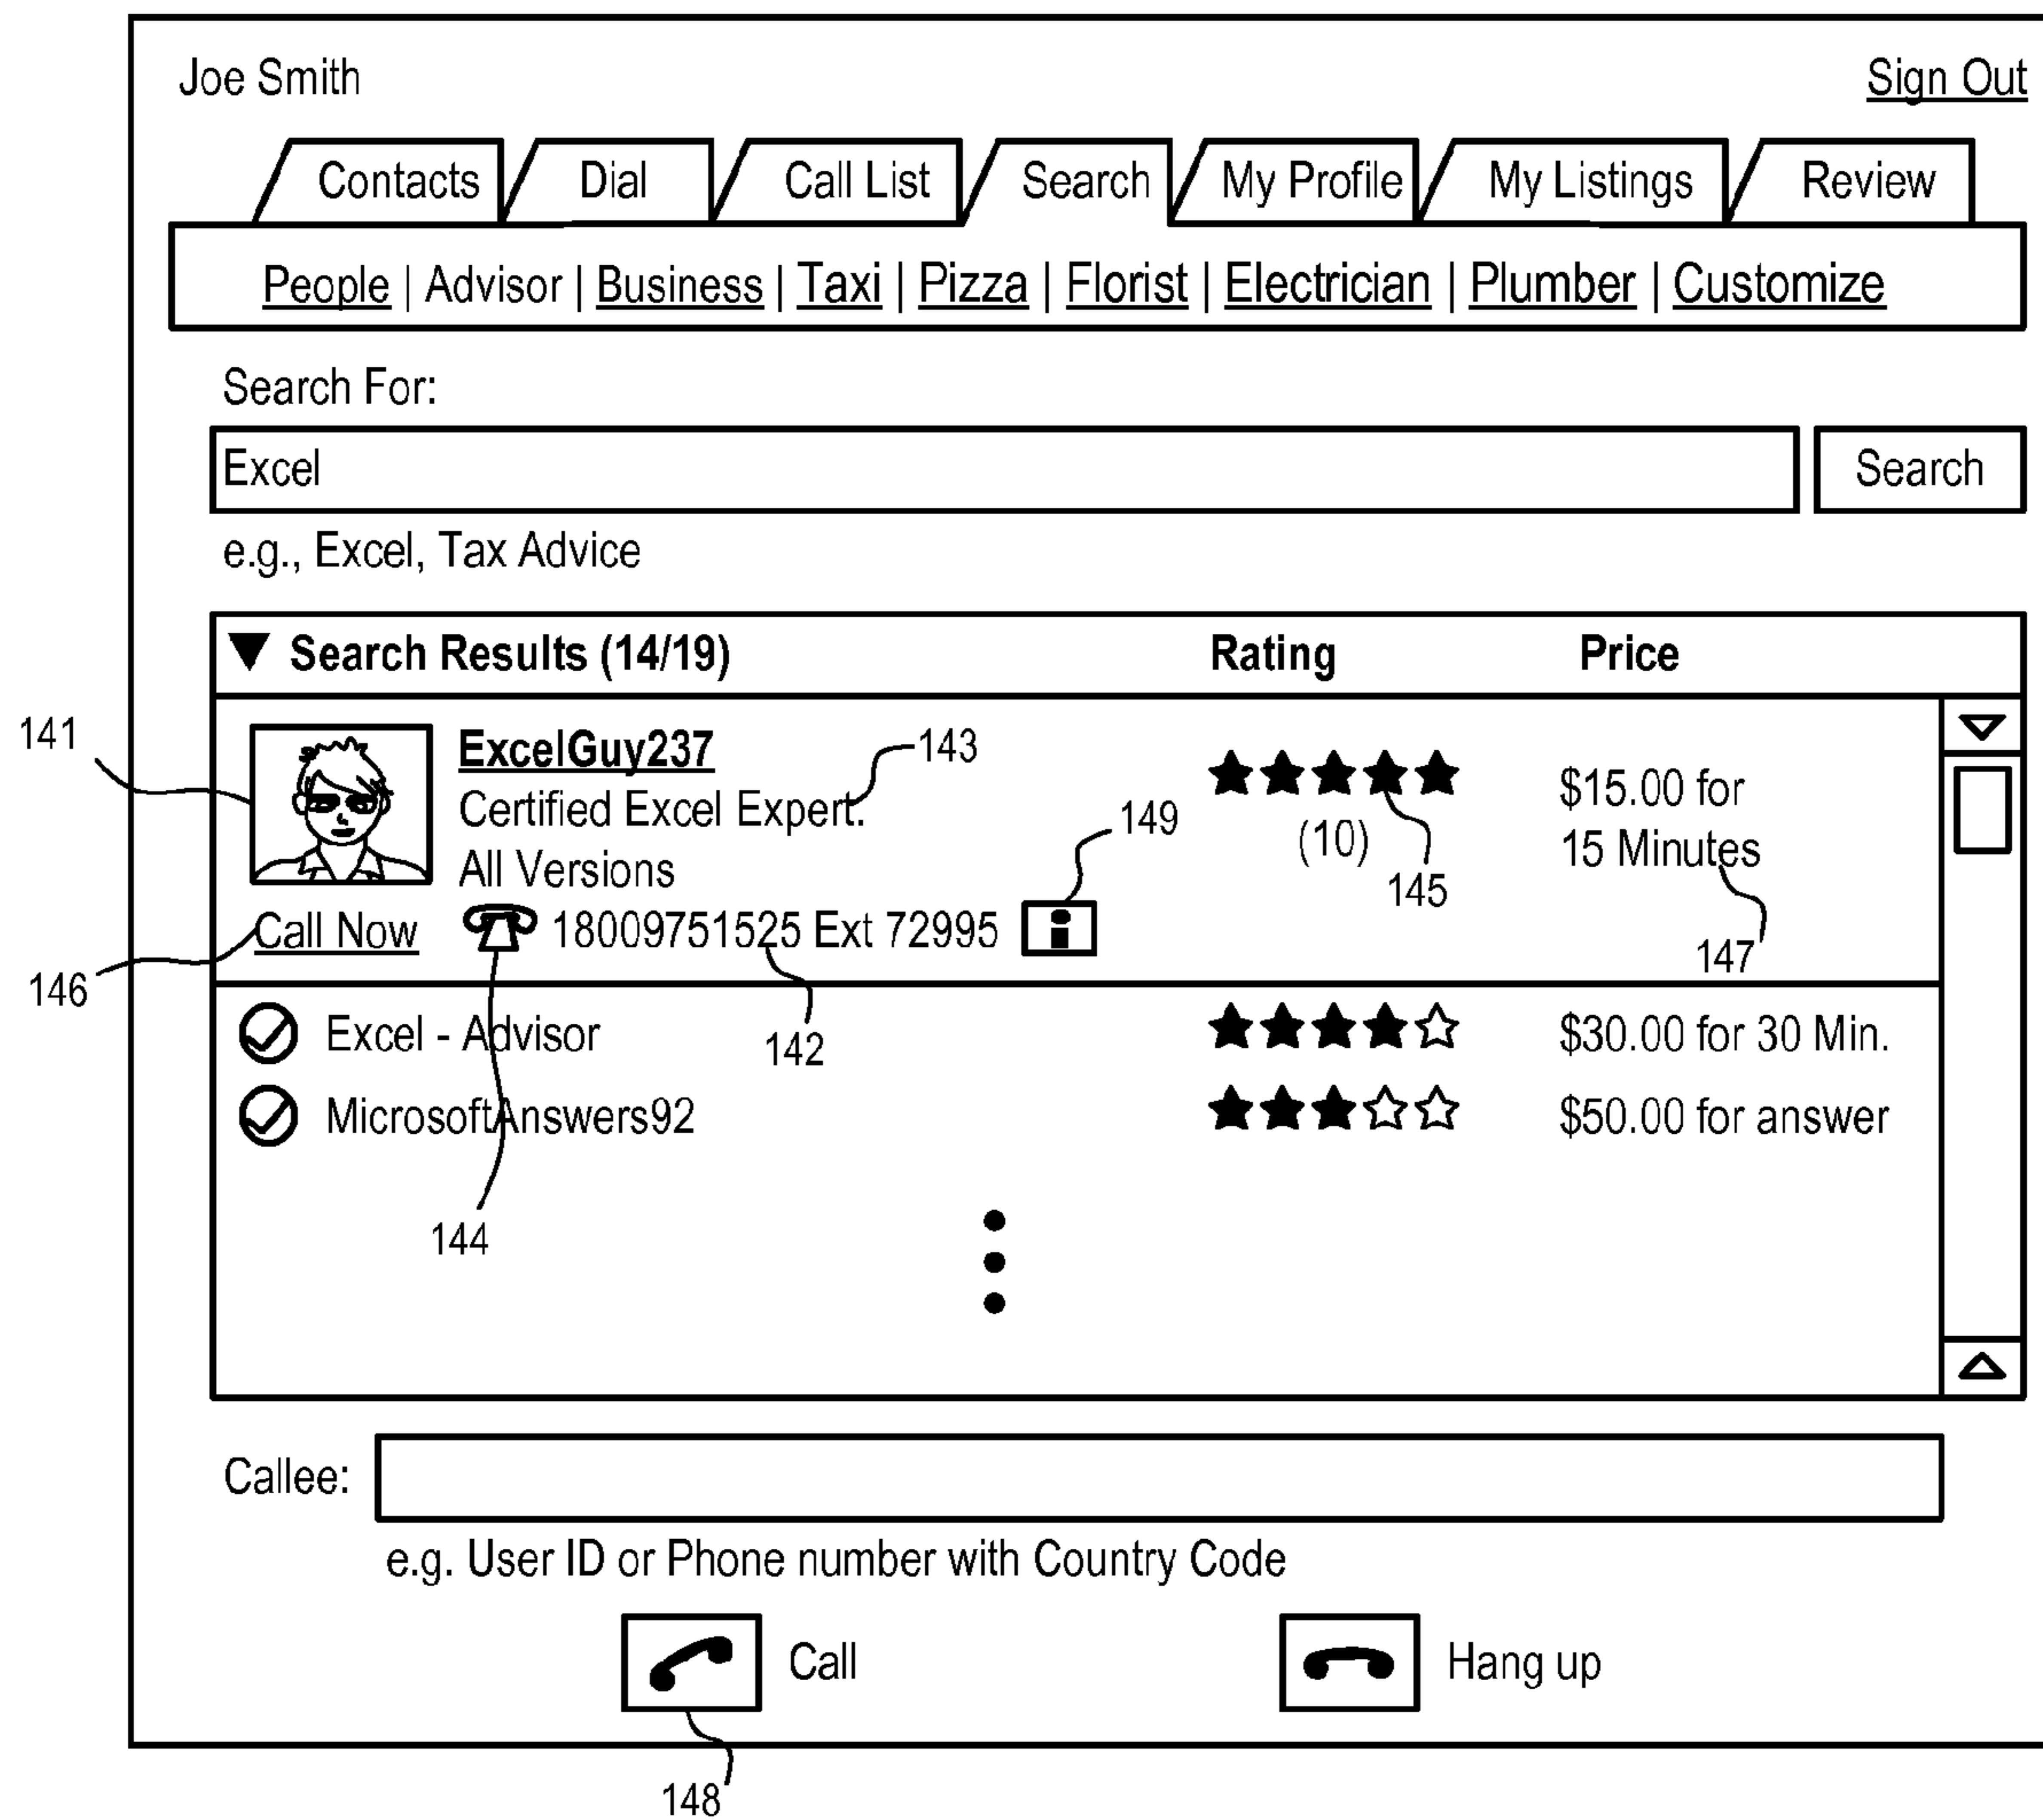 Joe Smith Sign Out
Contacts Dial Call List Search My Profile My Listings Review
People | Advisor | Business | Taxi | Pizza | Florist | Electrician | Plumber | Customize
Search For:
Excel Search
e.g., Excel, Tax Advice
Search Results (14/19) Rating Price
141 ExcelGuy237 143
Certified Excel Expert. 149 $15.00 for
All Versions (10) 145 15 Minutes
146 Call Now 18009751525 Ext 72995 147
Excel - Advisor 142 $30.00 for 30 Min.
MicrosoftAnswers92 $50.00 for answer
144
Callee:
e.g. User ID or Phone number with Country Code
Call Hang up
148